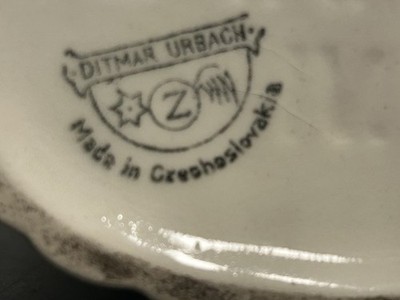 DITMAR URBACH
Z
Made in Czechoslovakia